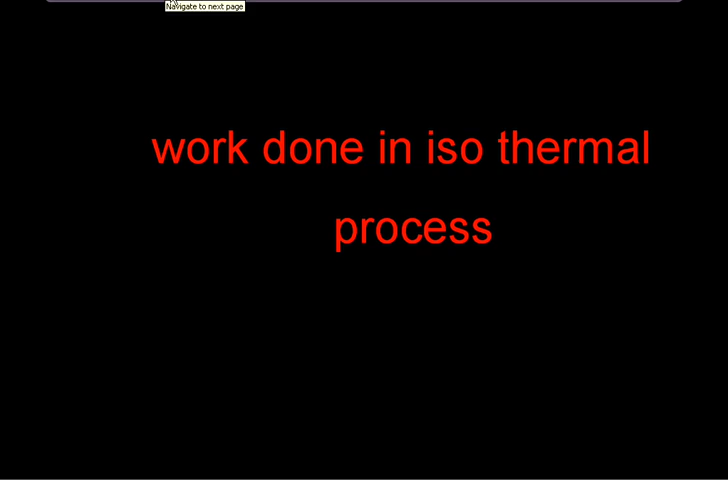 Navigate to next page
work done in iso thermal
process